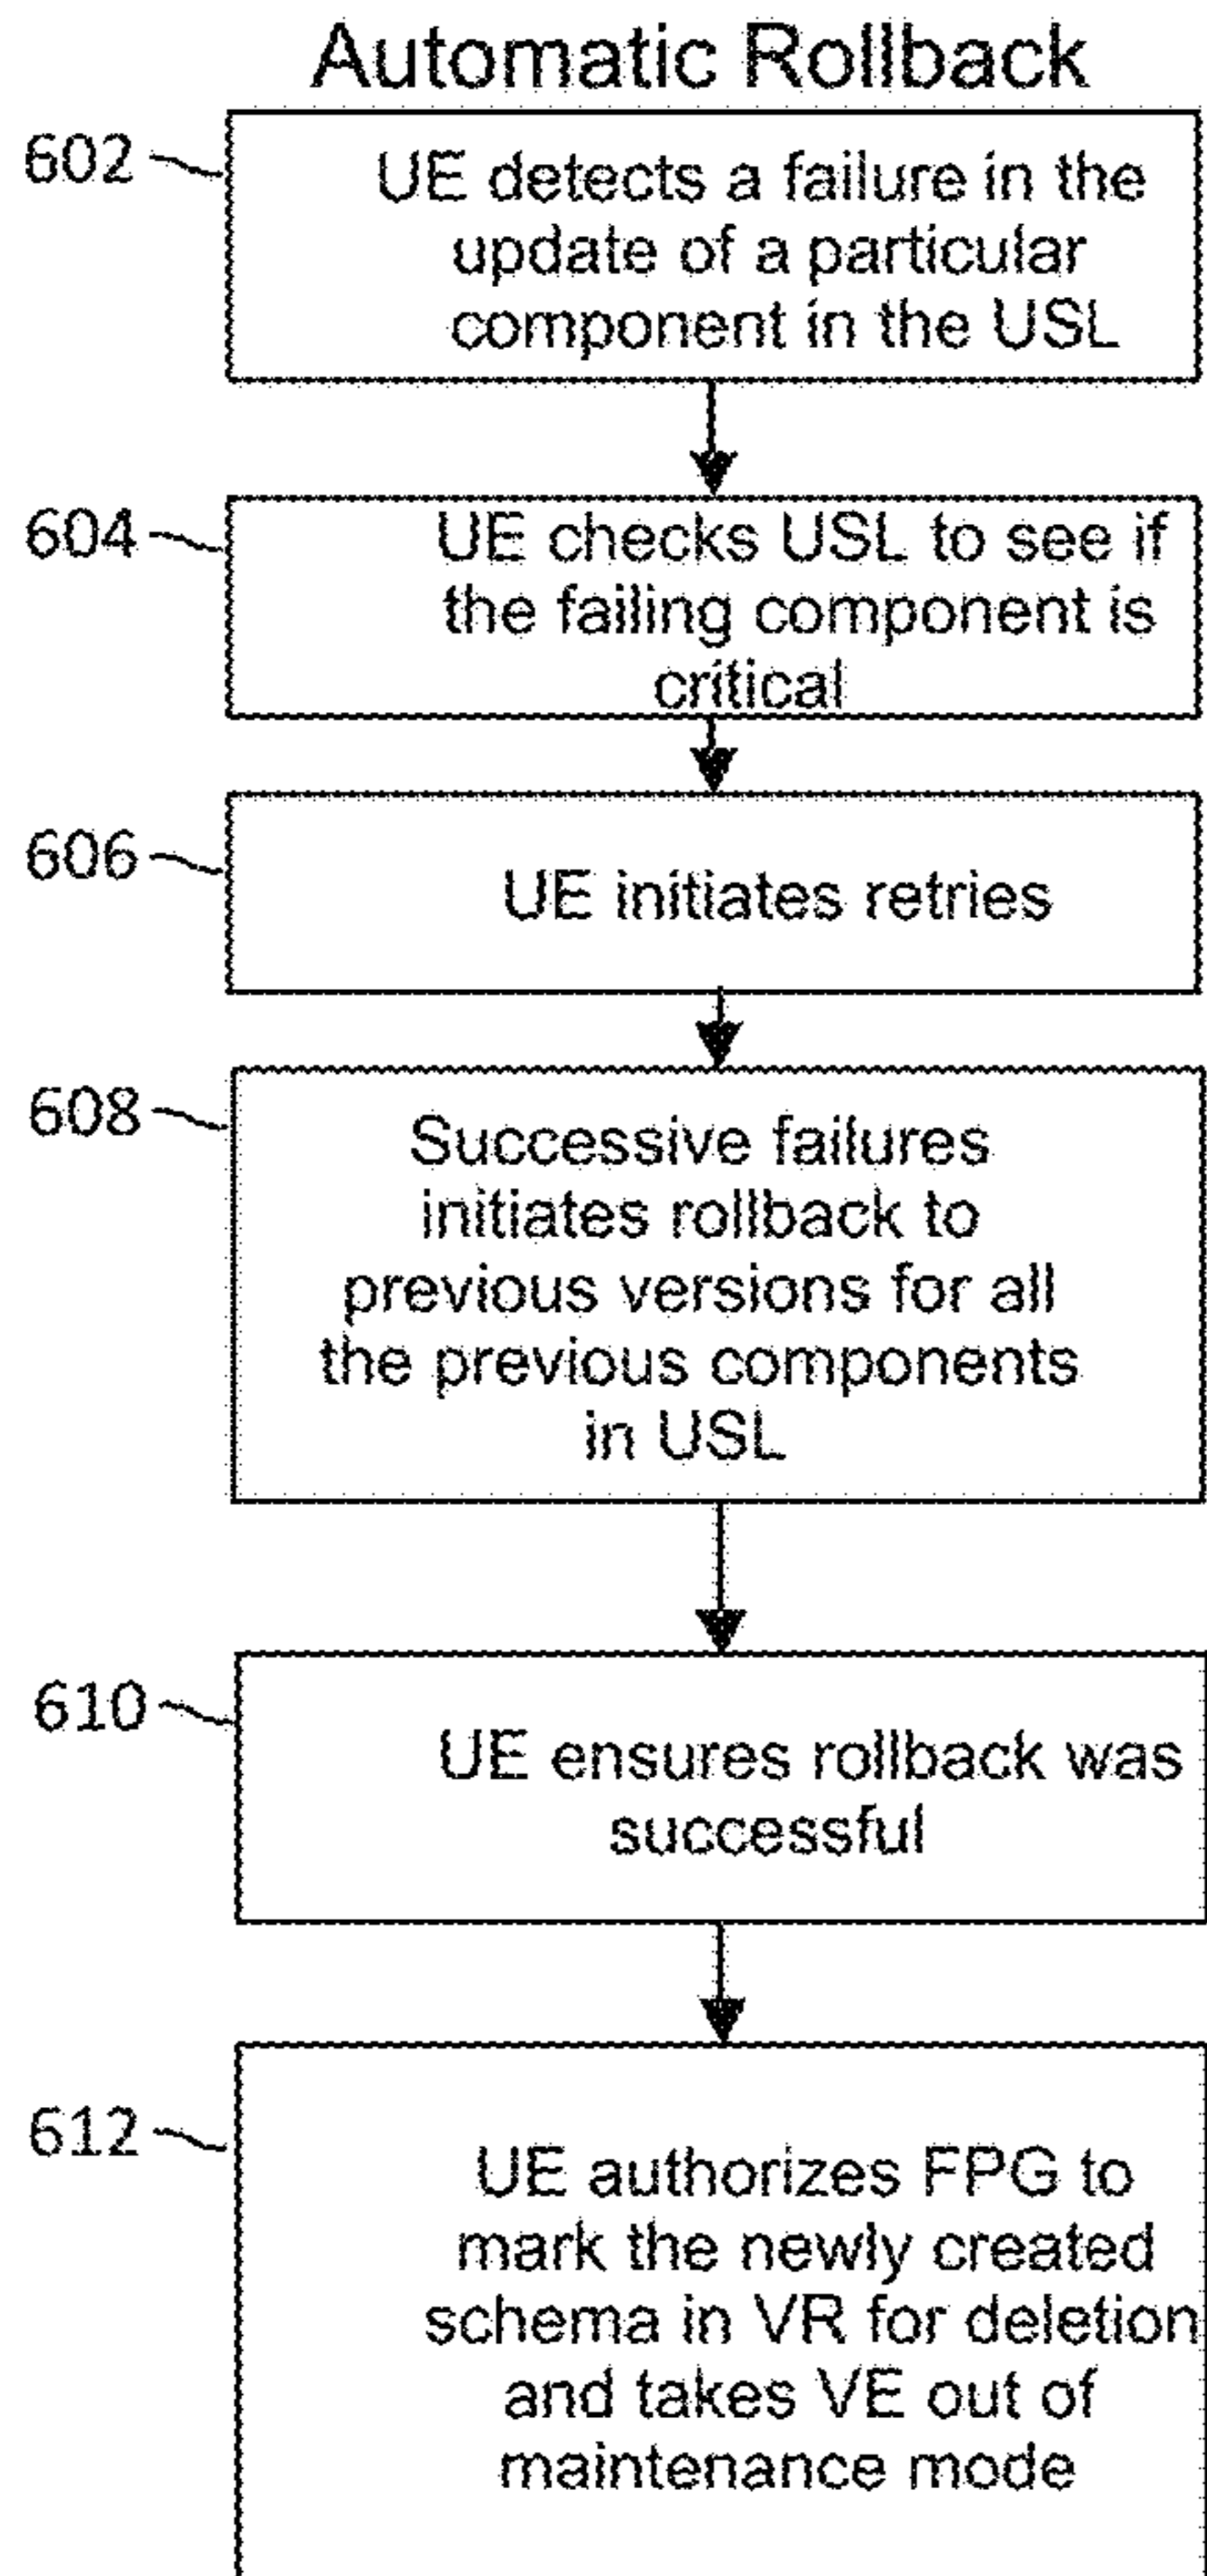 Automatic Rollback
602
UE detects a failure in the
update of a particular
component in the USL
604
UE checks USL to see if
the failing component is
critical
606
UE initiates retries
608
Successive failures
initiates rollback to
previous versions for all
the previous components
in USL
610
UE ensures rollback was
successful
612
UE authorizes FPG to
mark the newly created
schema in VR for deletion
and takes VE out of
maintenance mode